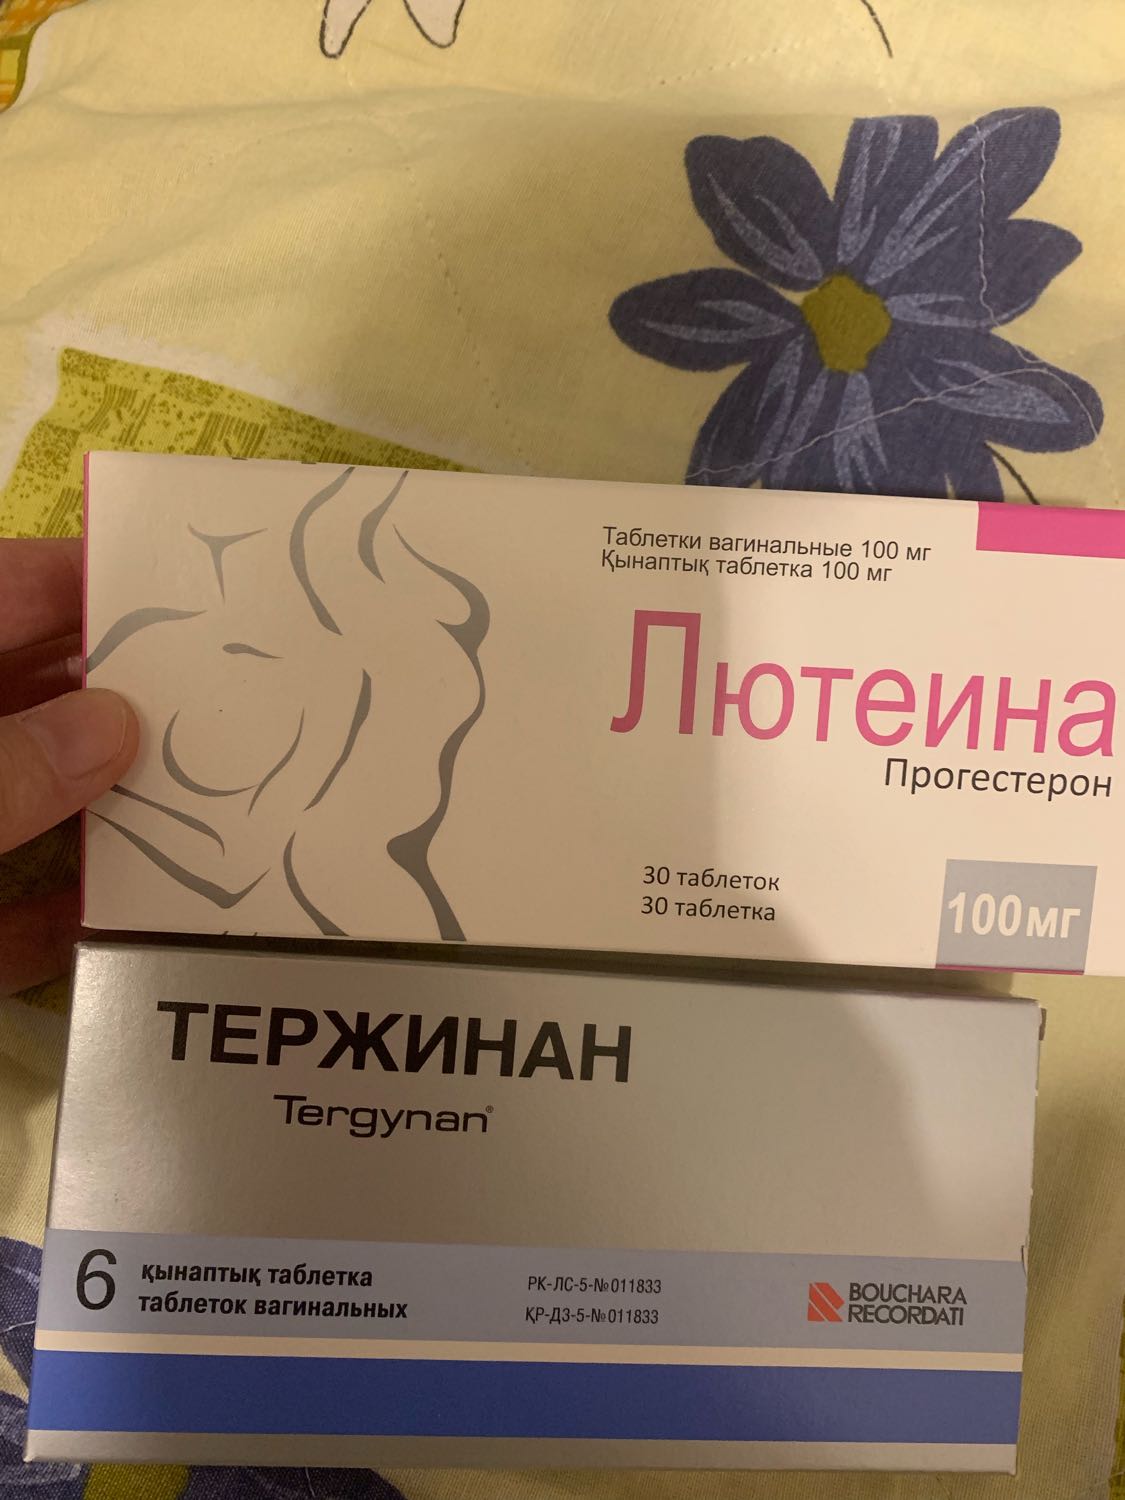 Таблетки вагинальные 100 мг
Қынаптық таблетка 100 мг
Лютеина
Прогестерон
30 таблеток
30 таблетка
100мг
ТЕРЖИНАН
Tergynan®
6
қынаптық таблетка
таблеток вагинальных
РК-ЛС-5-№011833
ҚР-ДЗ-5-№011833
BOUCHARA
RECORDATI